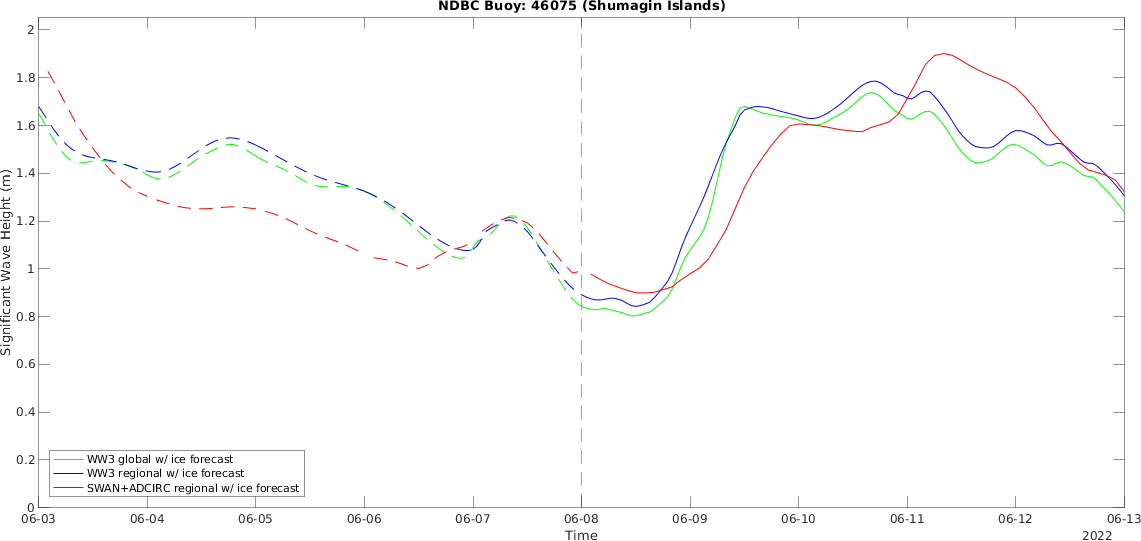 NDBC Buoy: 46075 (Shumagin Islands)
2
1.8
1.6
1.4
1.2
1
0.8
0.6
0.4
0.2
0
Significant Wave Height (m)
WW3 global w/ ice forecast
WW3 regional w/ ice forecast
SWAN+ADCIRC regional w/ ice forecast
06-03 06-04 06-05 06-06 06-07 06-08 06-09 06-10 06-11 06-12 06-13
Time
2022